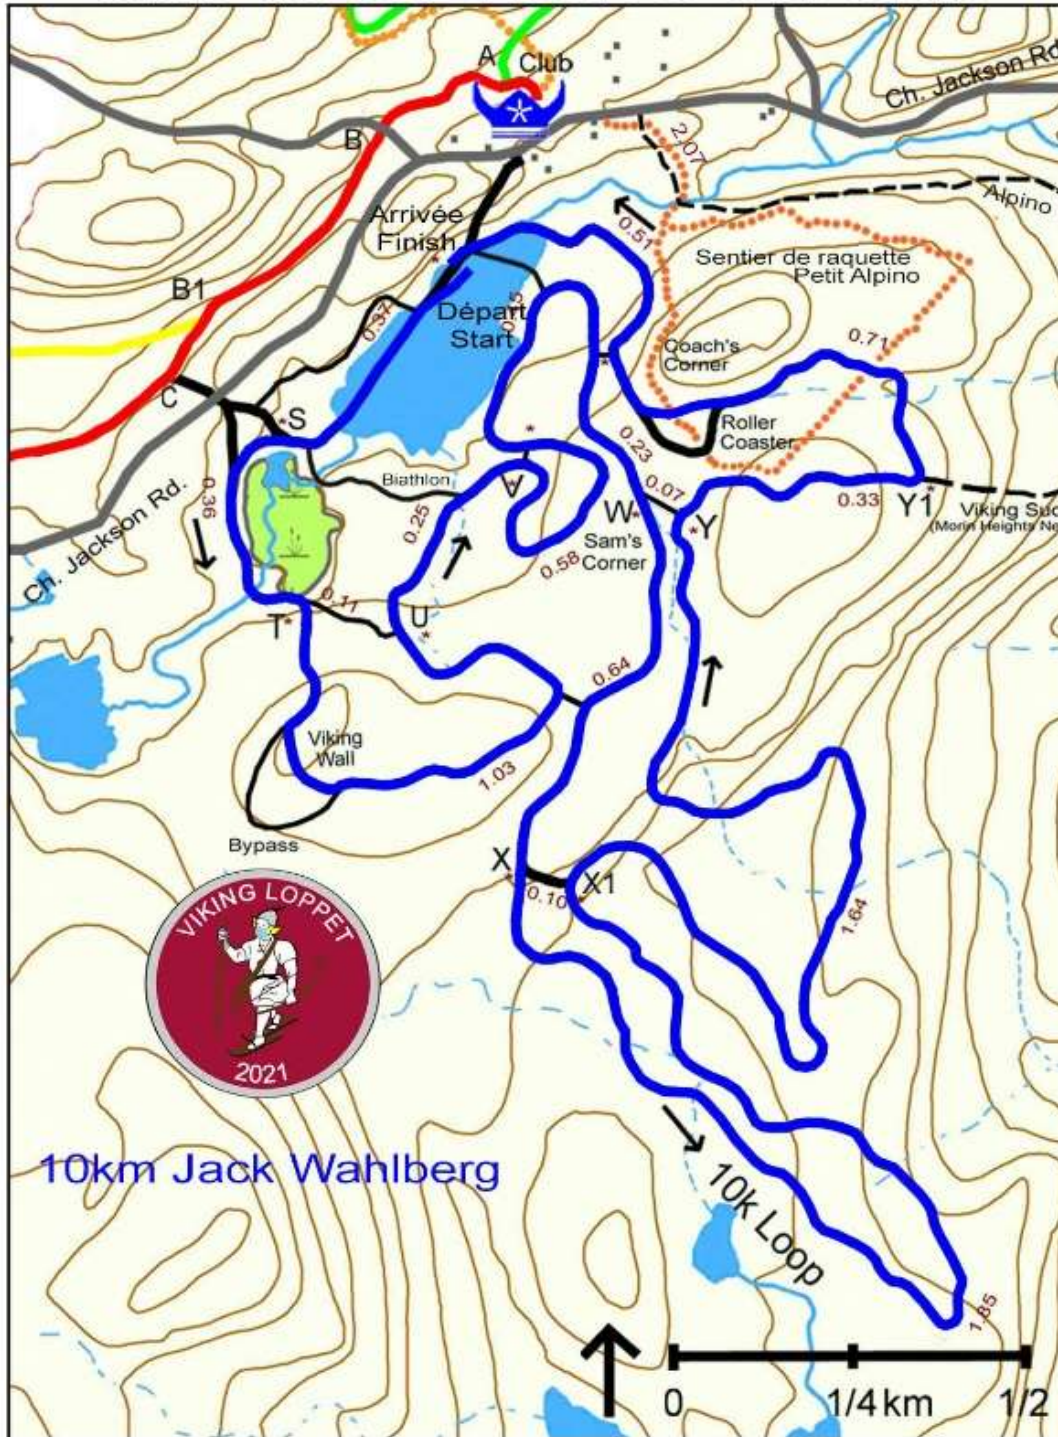 A
Club
Ch. Jackson Rd
B
2.07
Arrivée
Finish
0.51
Alpino
Sentier de raquette
Petit Alpino
B1
Départ
Start
0.37
Coach's
Corner
0.71
C
S
Roller
Coaster
0.23
Biathlon
V
0.07
0.33
Y1
Viking Sud
(Morin Heights Ne
0.36
0.25
W
Y
Sam's
Corner
0.58
Ch. Jackson Rd.
0.11
T
U
0.64
Viking
Wall
1.03
Bypass
X
X1
0.10
1.64
VIKING LOPPET
2021
10km Jack Wahlberg
10k Loop
1.85
0
1/4 km
1/2